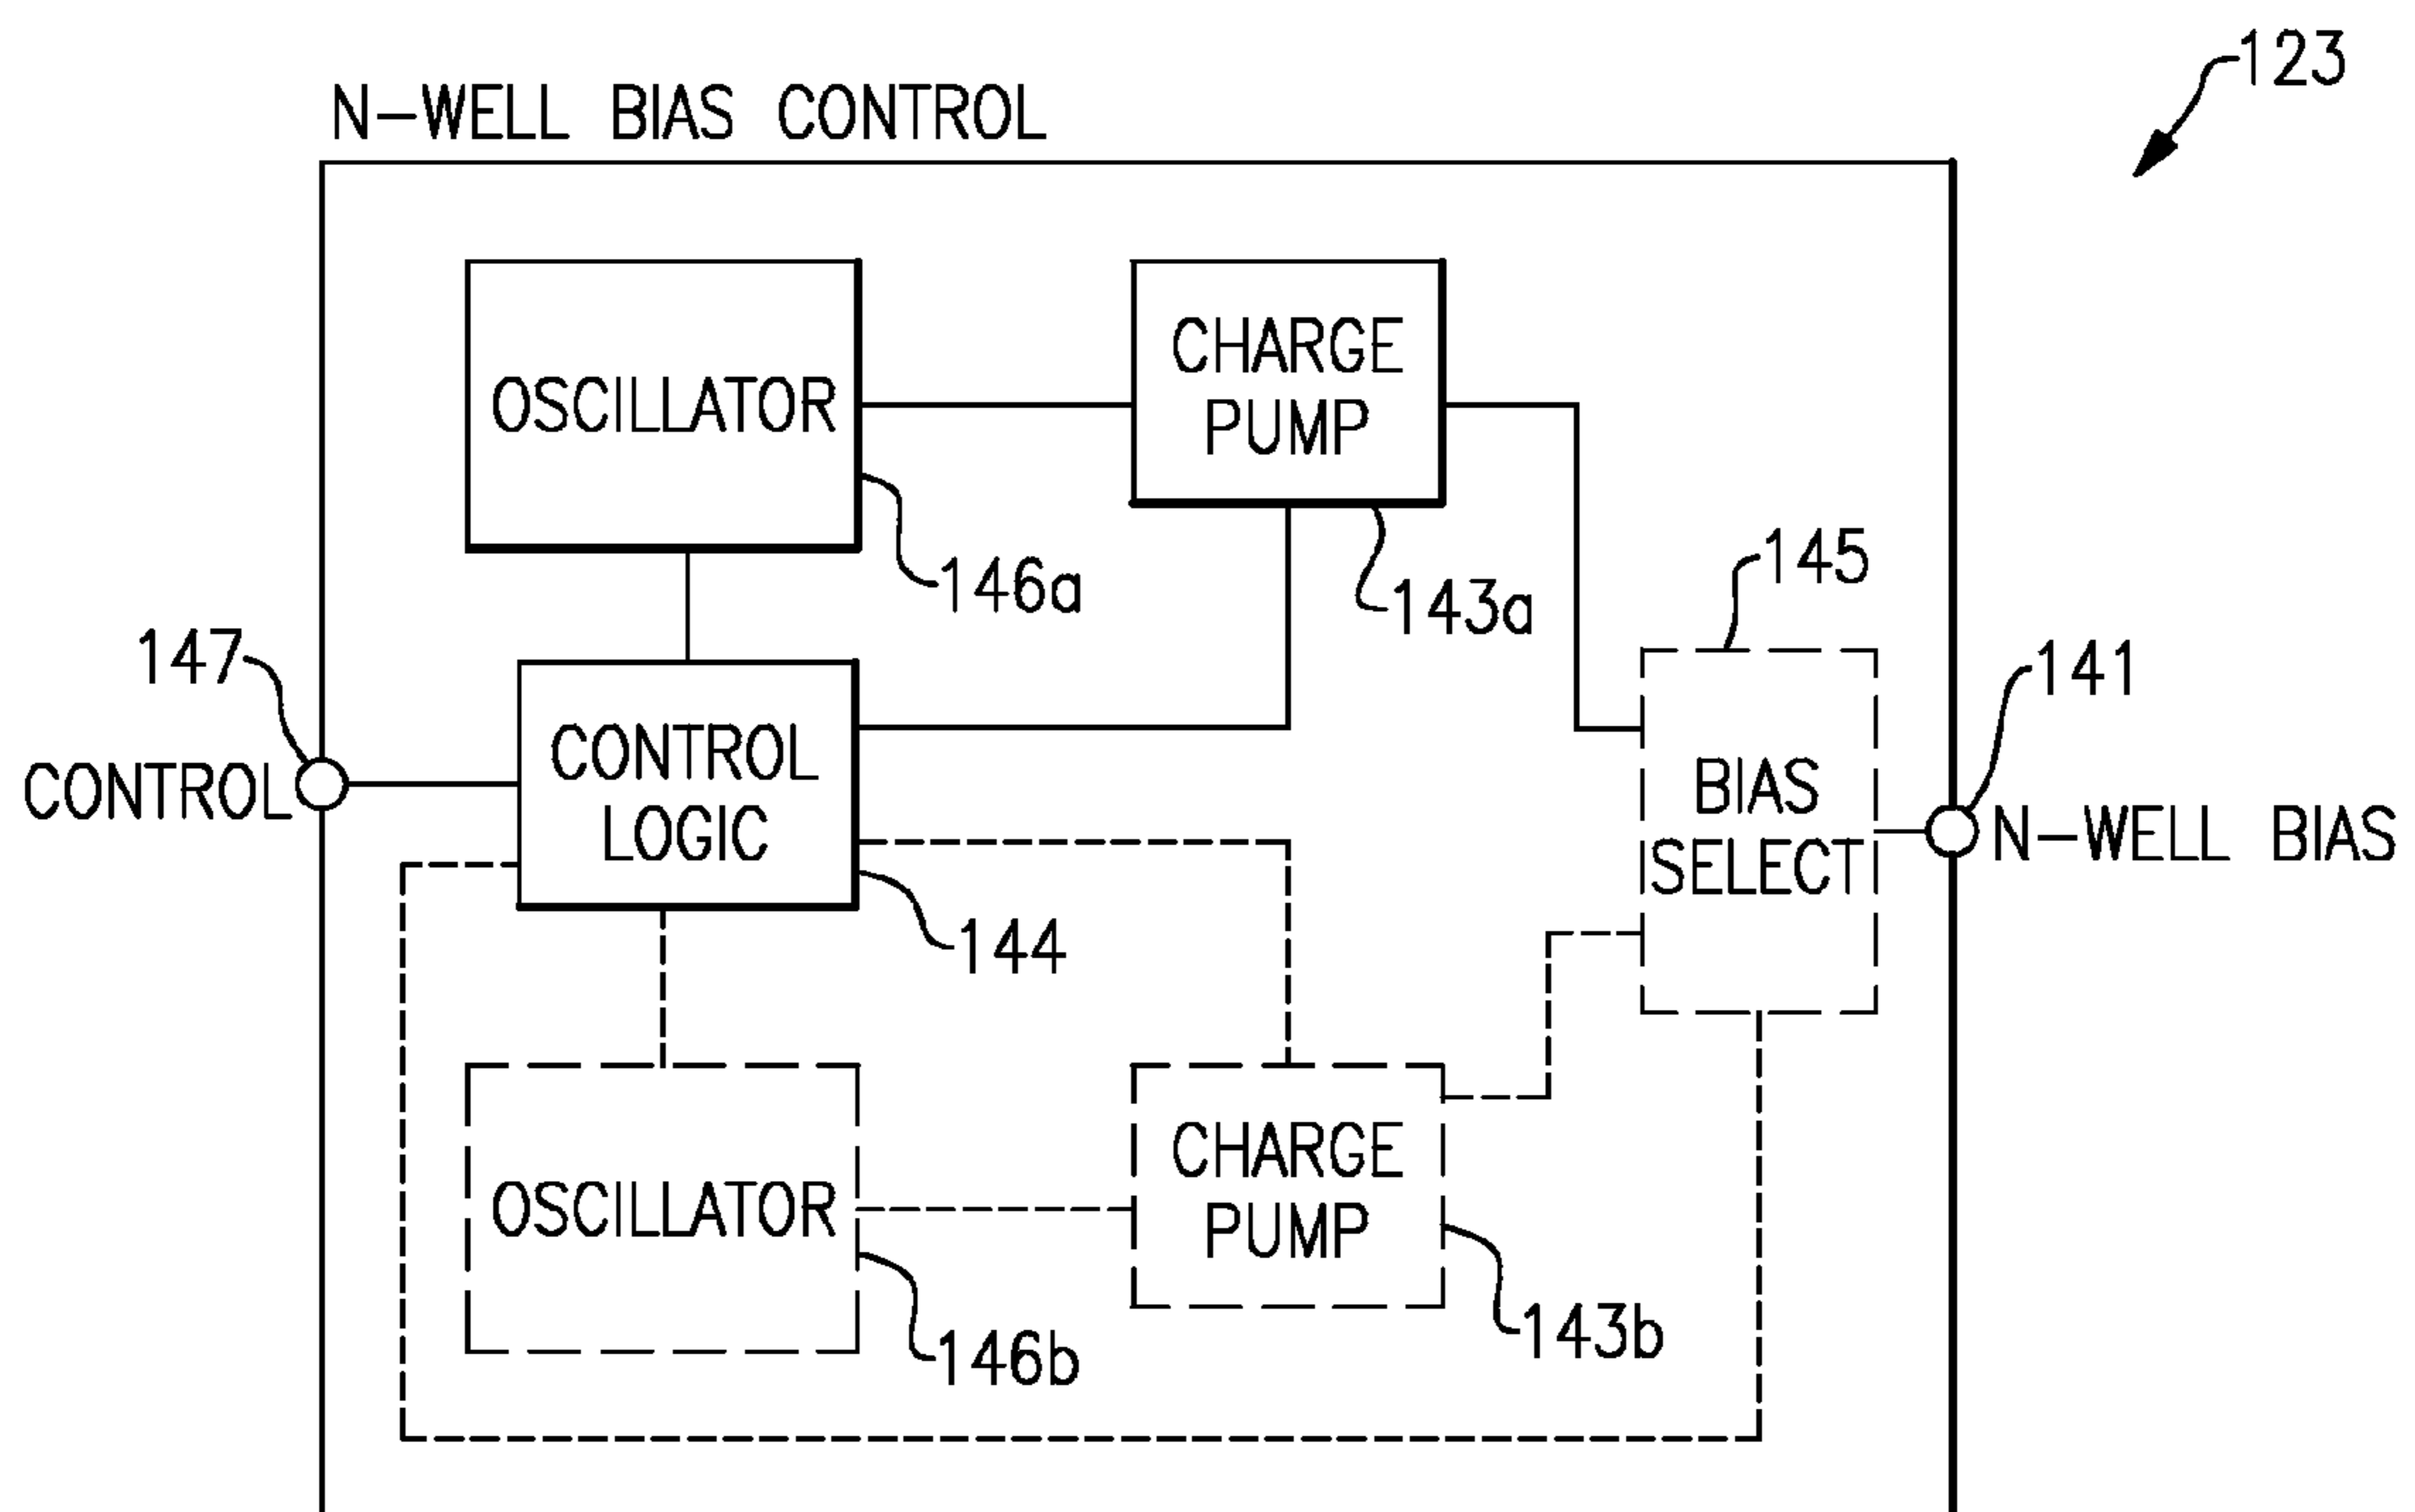 123
N-WELL BIAS CONTROL
OSCILLATOR
CHARGE
PUMP
146a
143a
145
147
141
CONTROL
CONTROL
LOGIC
BIAS
SELECT
N-WELL BIAS
144
OSCILLATOR
CHARGE
PUMP
146b
143b